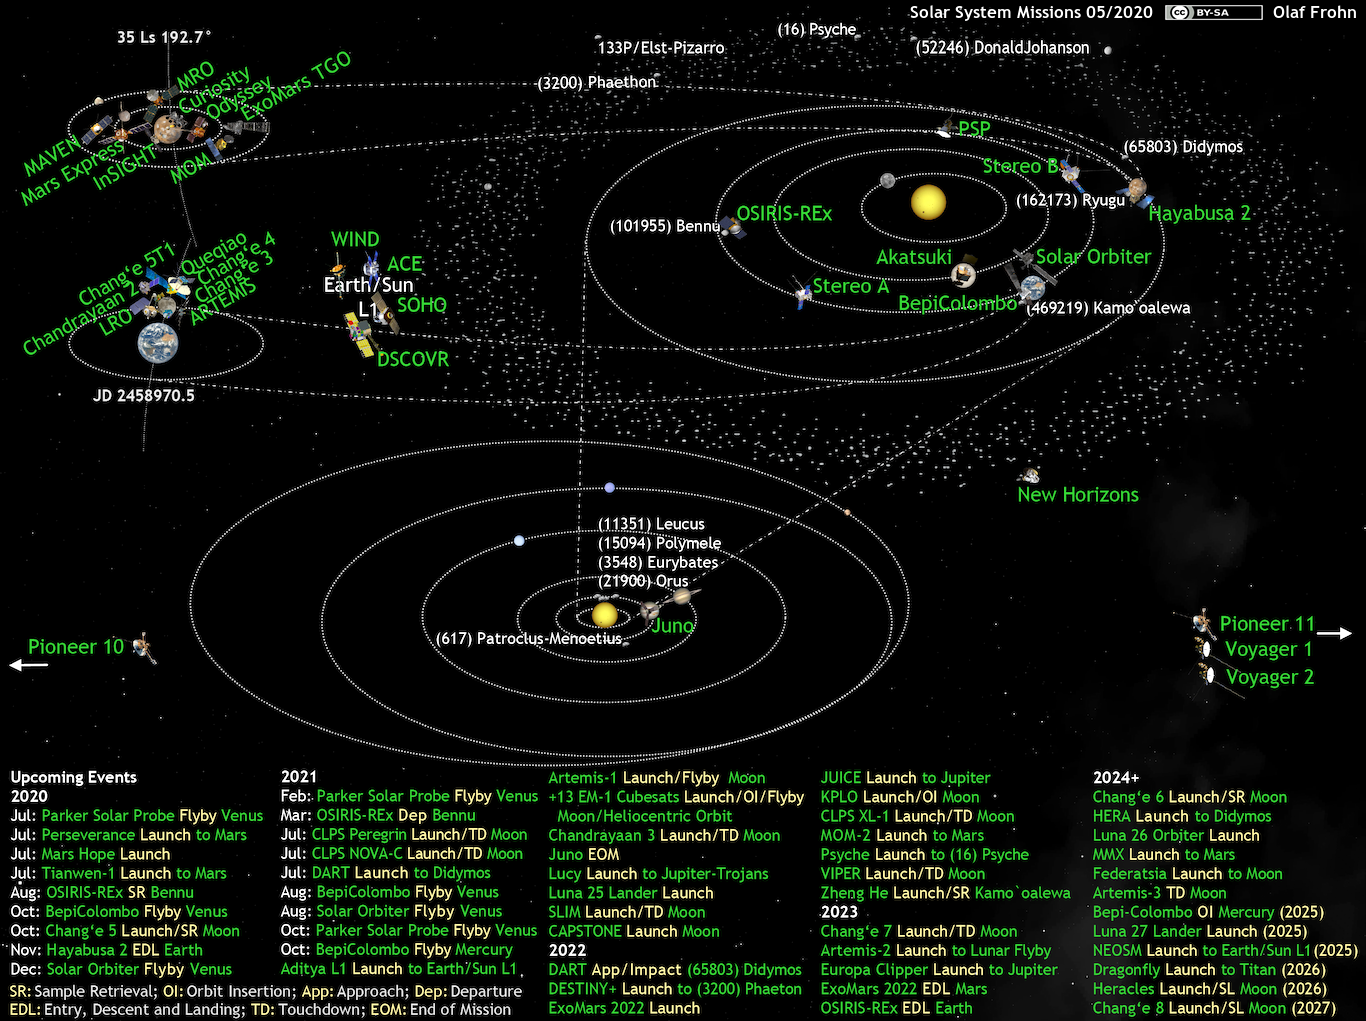 Solar System Missions 05/2020 cc BY-SA Olaf Frohn
35 Ls 192.7°
133P/Elst-Pizarro
(16) Psyche
(52246) DonaldJohanson
(3200) Phaethon
MRO
Curiosity
Odyssey
ExoMars TGO
MAVEN
Mars Express
InSIGHT
MOM
PSP
(65803) Didymos
Stereo B
(162173) Ryugu
Hayabusa 2
(101955) Bennu
OSIRIS-REx
Akatsuki
Solar Orbiter
Stereo A
BepiColombo
(469219) Kamo`oalewa
WIND
ACE
Earth/Sun
L1
SOHO
DSCOVR
Chang‘e 5T1
Queqiao
Chang‘e 4
Chang‘e 3
Chandrayaan 2
LRO
ARTEMIS
JD 2458970.5
New Horizons
(11351) Leucus
(15094) Polymele
(3548) Eurybates
(21900) Orus
Juno
(617) Patroclus-Menoetius
Pioneer 10
Pioneer 11
Voyager 1
Voyager 2
Upcoming Events
2020
Jul: Parker Solar Probe Flyby Venus
Jul: Perseverance Launch to Mars
Jul: Mars Hope Launch
Jul: Tianwen-1 Launch to Mars
Aug: OSIRIS-REx SR Bennu
Oct: BepiColombo Flyby Venus
Oct: Chang‘e 5 Launch/SR Moon
Nov: Hayabusa 2 EDL Earth
Dec: Solar Orbiter Flyby Venus
SR: Sample Retrieval; OI: Orbit Insertion; App: Approach; Dep: Departure
EDL: Entry, Descent and Landing; TD: Touchdown; EOM: End of Mission
2021
Feb: Parker Solar Probe Flyby Venus
Mar: OSIRIS-REx Dep Bennu
Jul: CLPS Peregrin Launch/TD Moon
Jul: CLPS NOVA-C Launch/TD Moon
Jul: DART Launch to Didymos
Aug: BepiColombo Flyby Venus
Aug: Solar Orbiter Flyby Venus
Oct: Parker Solar Probe Flyby Venus
Oct: BepiColombo Flyby Mercury
Aditya L1 Launch to Earth/Sun L1
Artemis-1 Launch/Flyby Moon
+13 EM-1 Cubesats Launch/OI/Flyby
Moon/Heliocentric Orbit
Chandrayaan 3 Launch/TD Moon
Juno EOM
Lucy Launch to Jupiter-Trojans
Luna 25 Lander Launch
SLIM Launch/TD Moon
CAPSTONE Launch Moon
2022
DART App/Impact (65803) Didymos
DESTINY+ Launch to (3200) Phaeton
ExoMars 2022 Launch
JUICE Launch to Jupiter
KPLO Launch/OI Moon
CLPS XL-1 Launch/TD Moon
MOM-2 Launch to Mars
Psyche Launch to (16) Psyche
VIPER Launch/TD Moon
Zheng He Launch/SR Kamo`oalewa
2023
Chang‘e 7 Launch/TD Moon
Artemis-2 Launch to Lunar Flyby
Europa Clipper Launch to Jupiter
ExoMars 2022 EDL Mars
OSIRIS-REx EDL Earth
2024+
Chang‘e 6 Launch/SR Moon
HERA Launch to Didymos
Luna 26 Orbiter Launch
MMX Launch to Mars
Federatsia Launch to Moon
Artemis-3 TD Moon
Bepi-Colombo OI Mercury (2025)
Luna 27 Lander Launch (2025)
NEOSM Launch to Earth/Sun L1 (2025)
Dragonfly Launch to Titan (2026)
Heracles Launch/SL Moon (2026)
Chang‘e 8 Launch/SL Moon (2027)